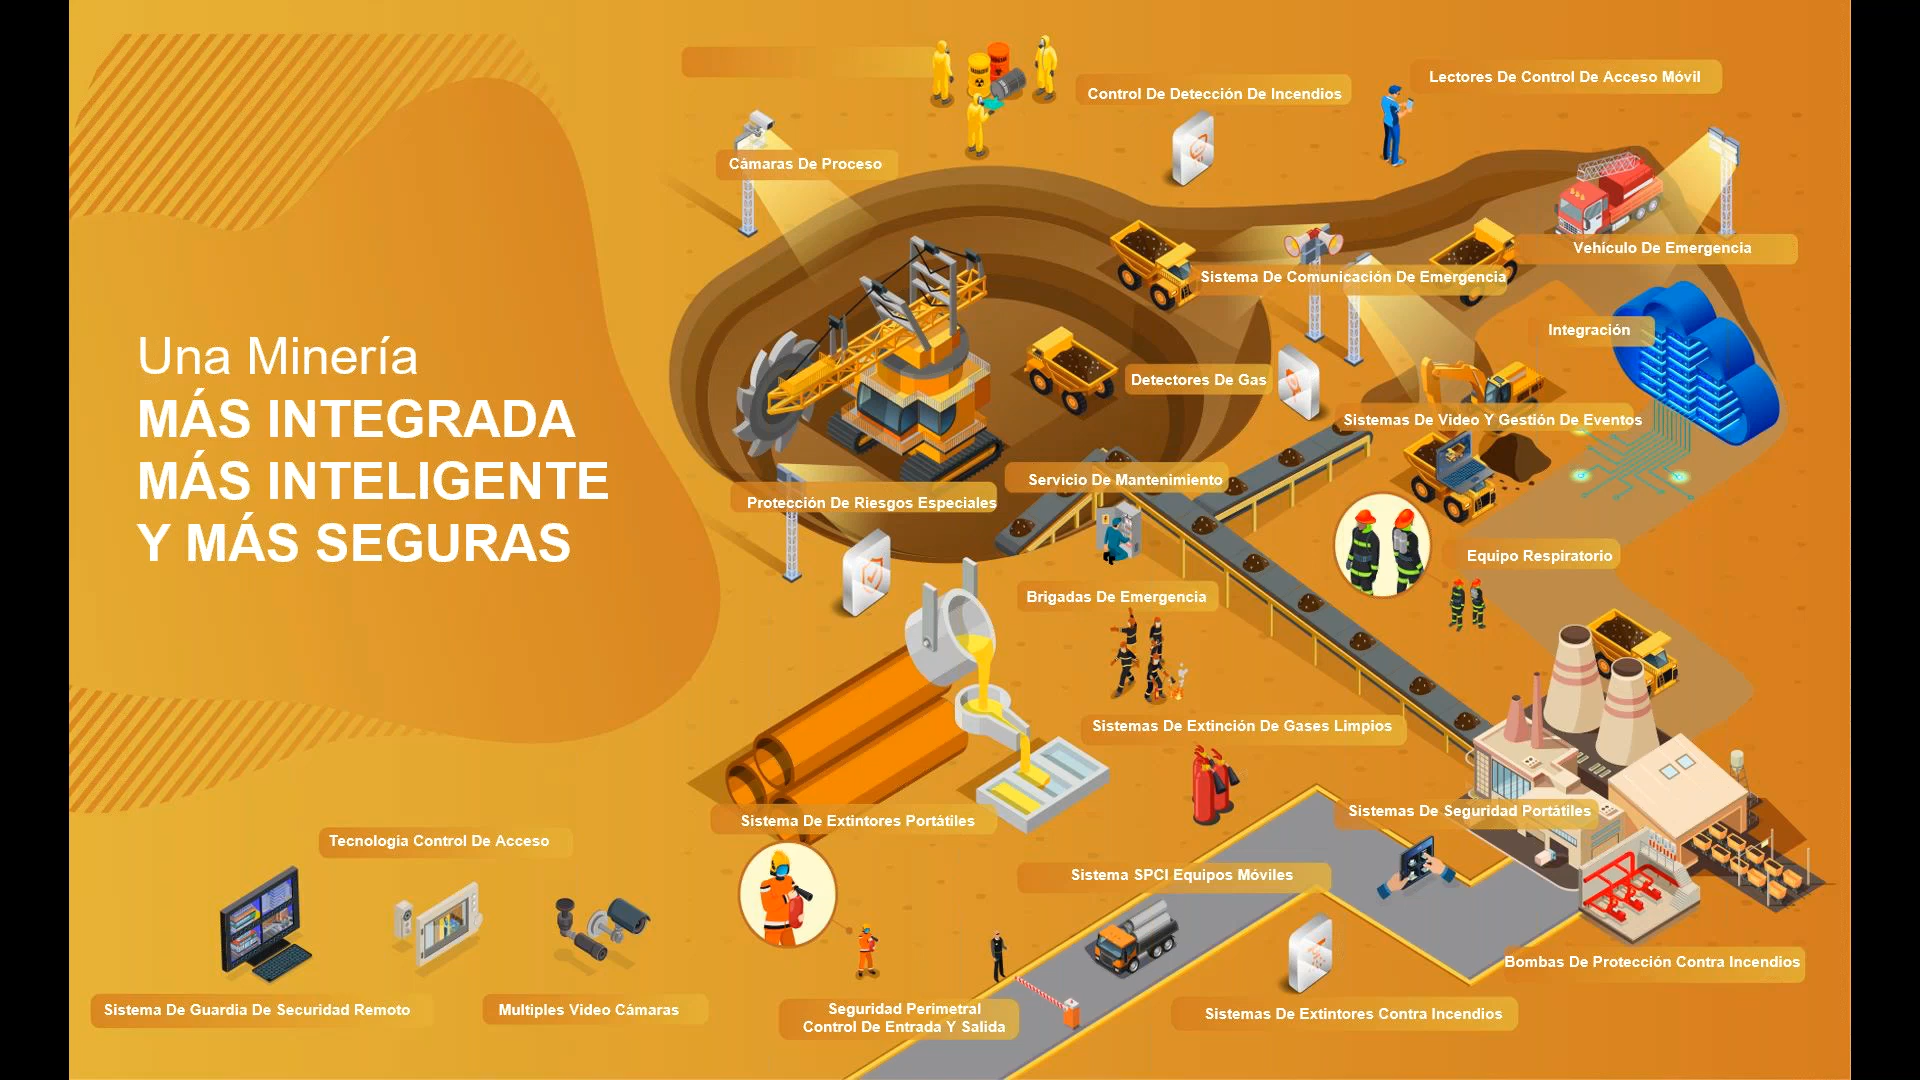 Una Minería
MÁS INTEGRADA
MÁS INTELIGENTE
Y MÁS SEGURAS
Control De Detección De Incendios
Lectores De Control De Acceso Móvil
Cámaras De Proceso
Vehículo De Emergencia
Sistema De Comunicación De Emergencia
Integración
Detectores De Gas
Sistemas De Video Y Gestión De Eventos
Servicio De Mantenimiento
Protección De Riesgos Especiales
Equipo Respiratorio
Brigadas De Emergencia
Sistemas De Extinción De Gases Limpios
Sistemas De Seguridad Portátiles
Sistema De Extintores Portátiles
Tecnología Control De Acceso
Sistema SPCI Equipos Móviles
Bombas De Protección Contra Incendios
Sistema De Guardia De Seguridad Remoto
Multiples Video Cámaras
Seguridad Perimetral
Control De Entrada Y Salida
Sistemas De Extintores Contra Incendios